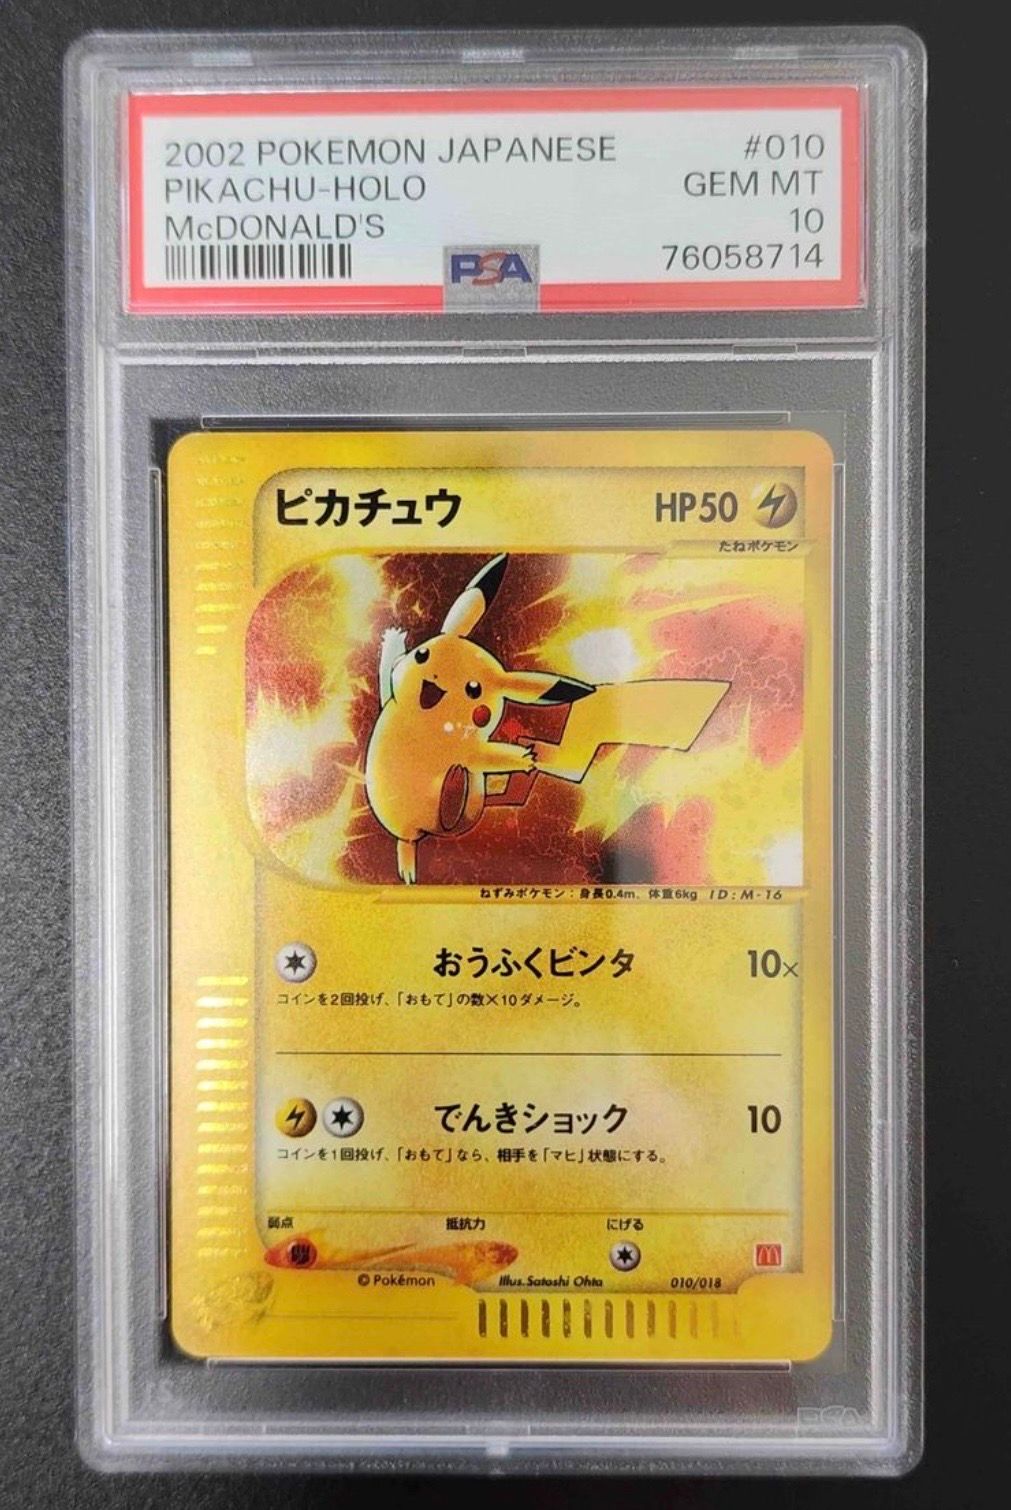 2002 POKEMON JAPANESE #010
PIKACHU-HOLO GEM MT
McDONALD'S 10
PSA 76058714
ピカチュウ HP50
たねポケモン
ねずみポケモン：身長0.4m、体重6kg ID：M-16
おうふくビンタ 10×
コインを2回投げ、「おもて」の数×10ダメージ。
でんきショック 10
コインを1回投げ、「おもて」なら、相手を「マヒ」状態にする。
弱点 抵抗力 にげる
© Pokémon Illus. Satoshi Ohta 010/018
PSA